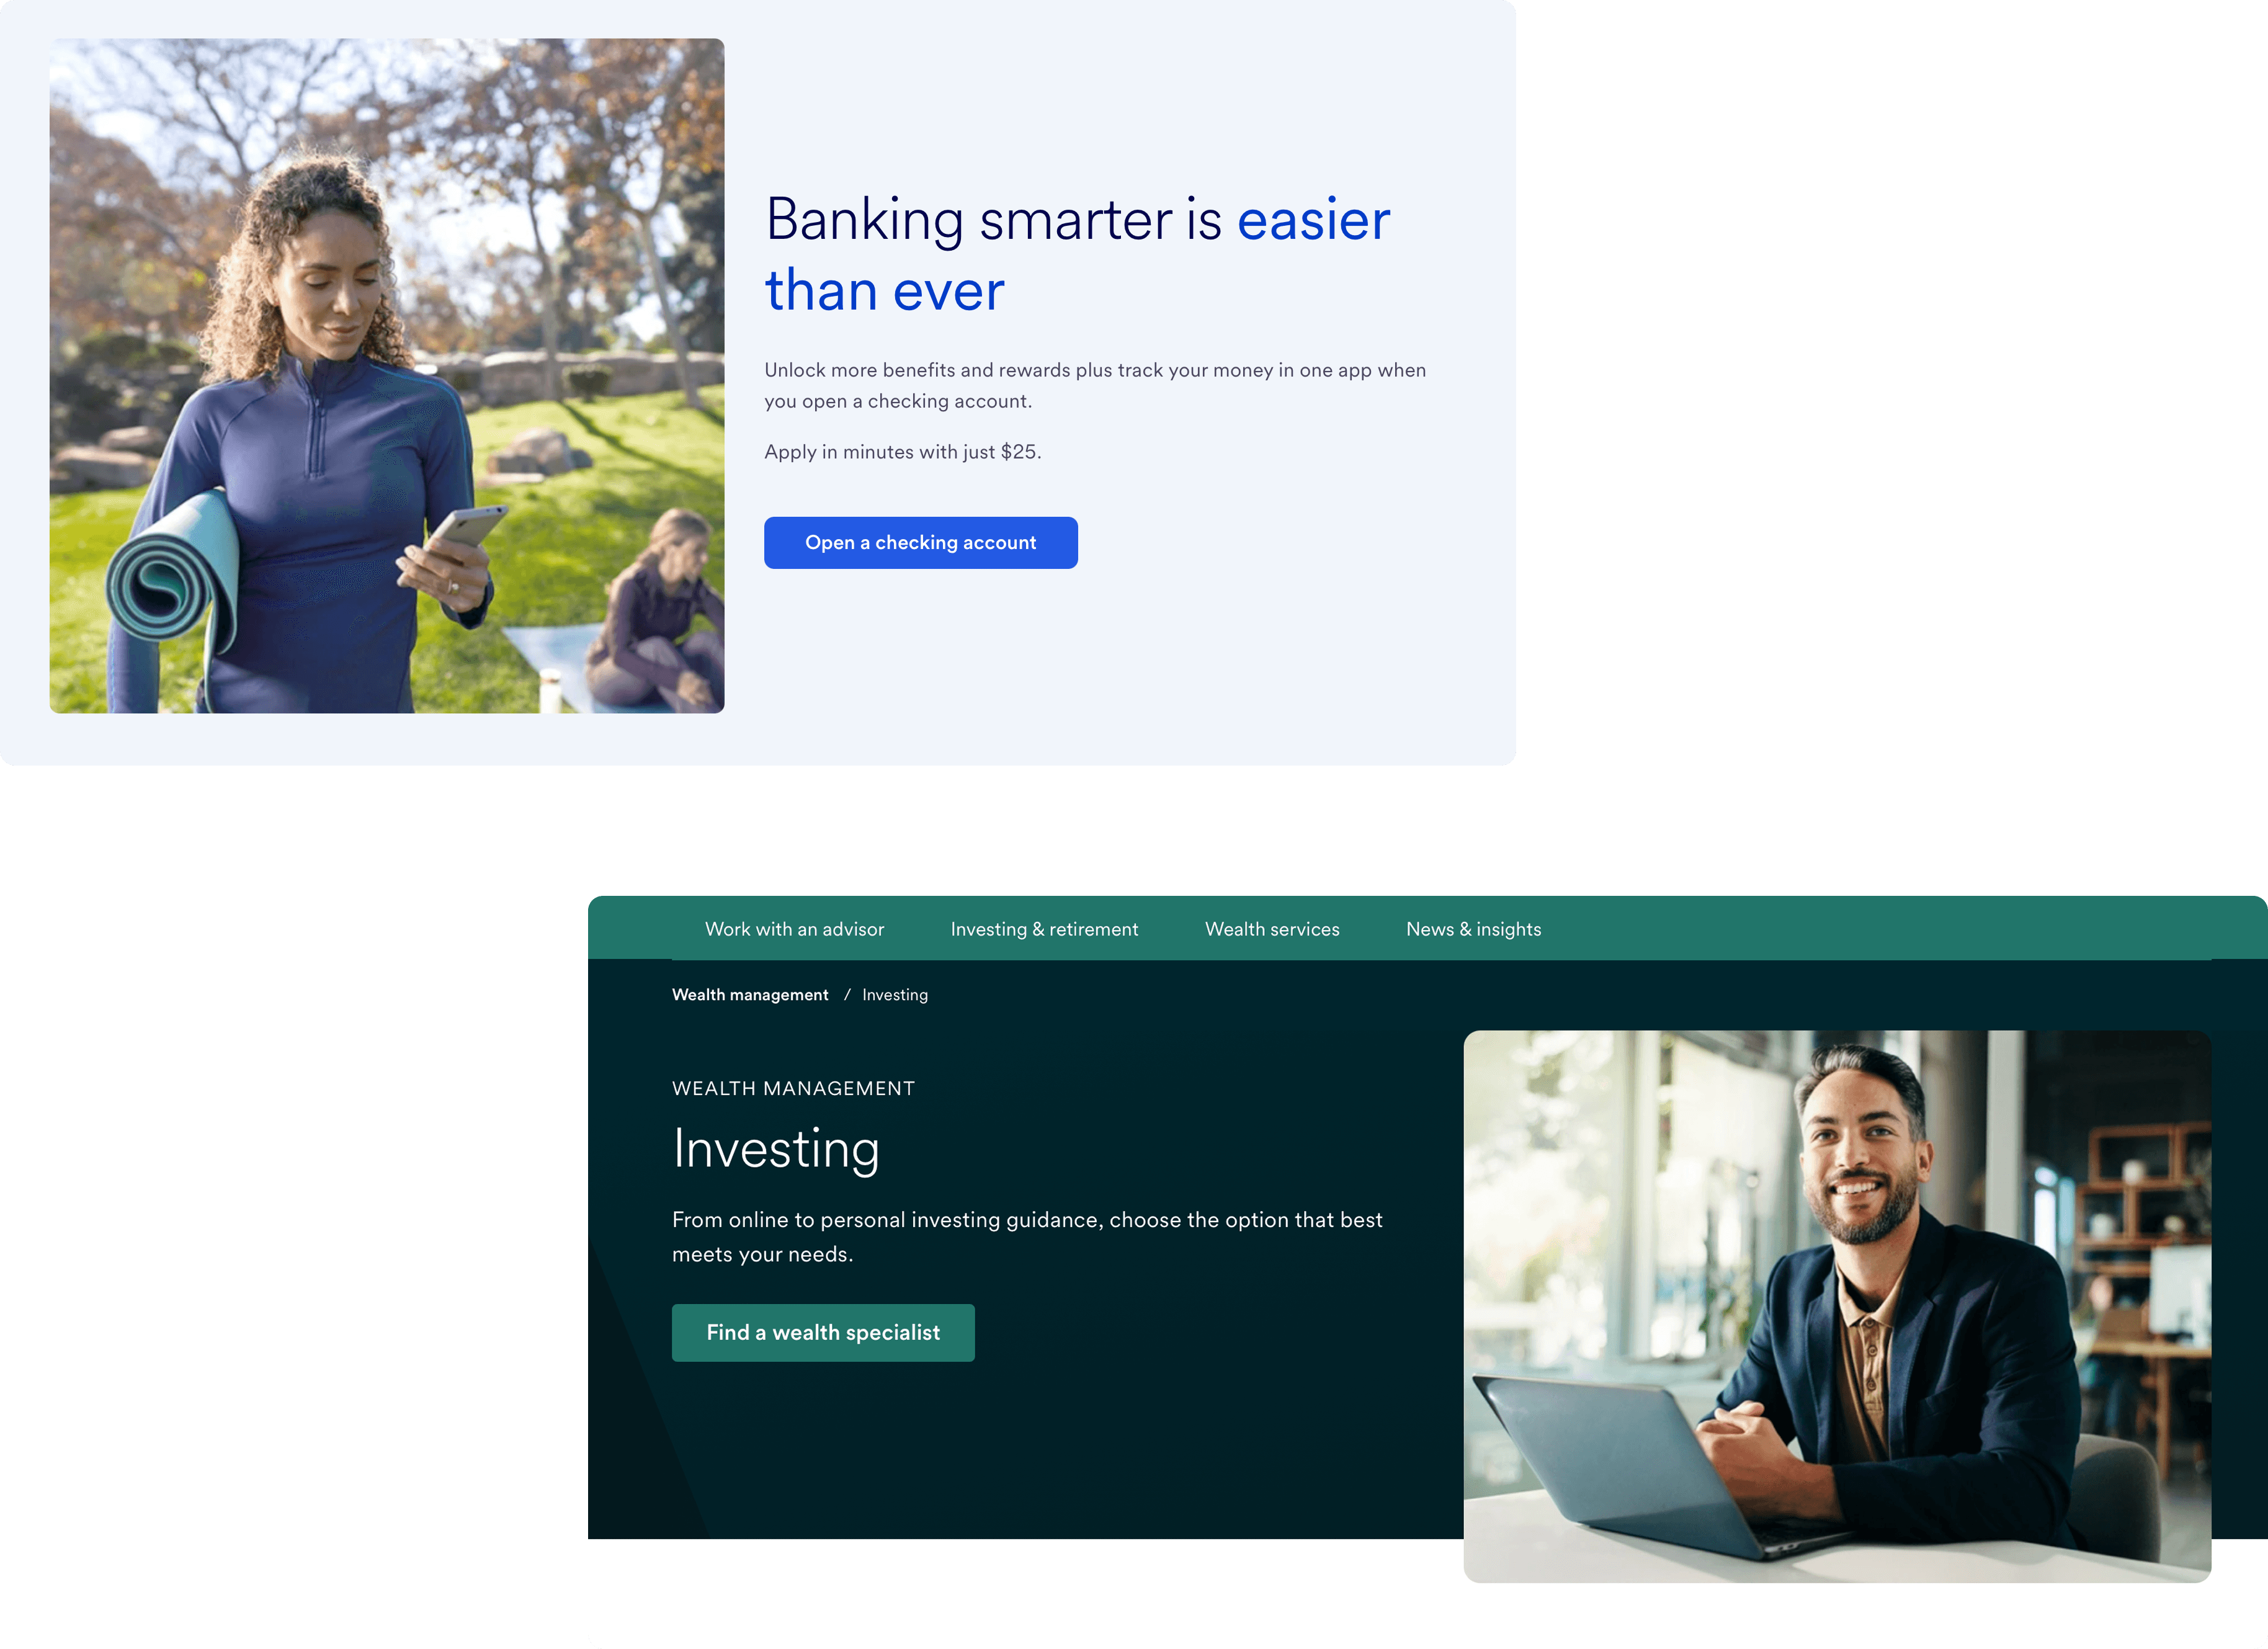 Banking smarter is easier
than ever
Unlock more benefits and rewards plus track your money in one app when
you open a checking account.
Apply in minutes with just $25.
Open a checking account
Work with an advisor Investing & retirement Wealth services News & insights
Wealth management / Investing
WEALTH MANAGEMENT
Investing
From online to personal investing guidance, choose the option that best
meets your needs.
Find a wealth specialist